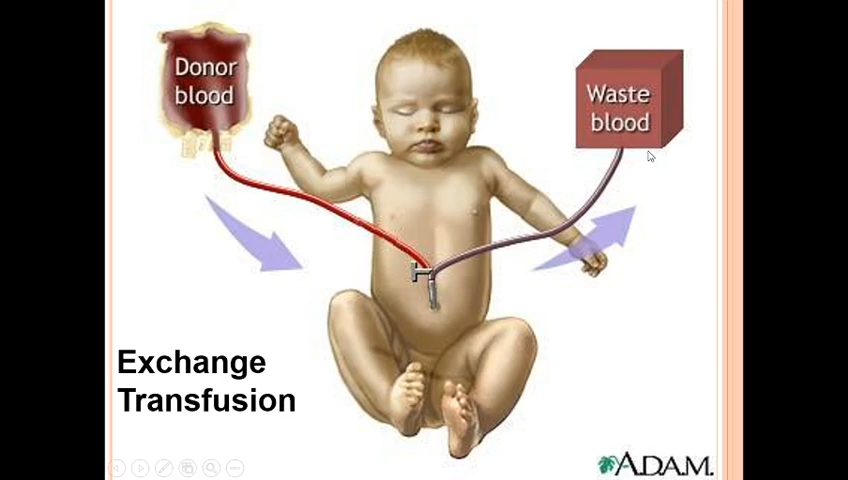 Donor
blood
Waste
blood
Exchange
Transfusion
A.D.A.M.